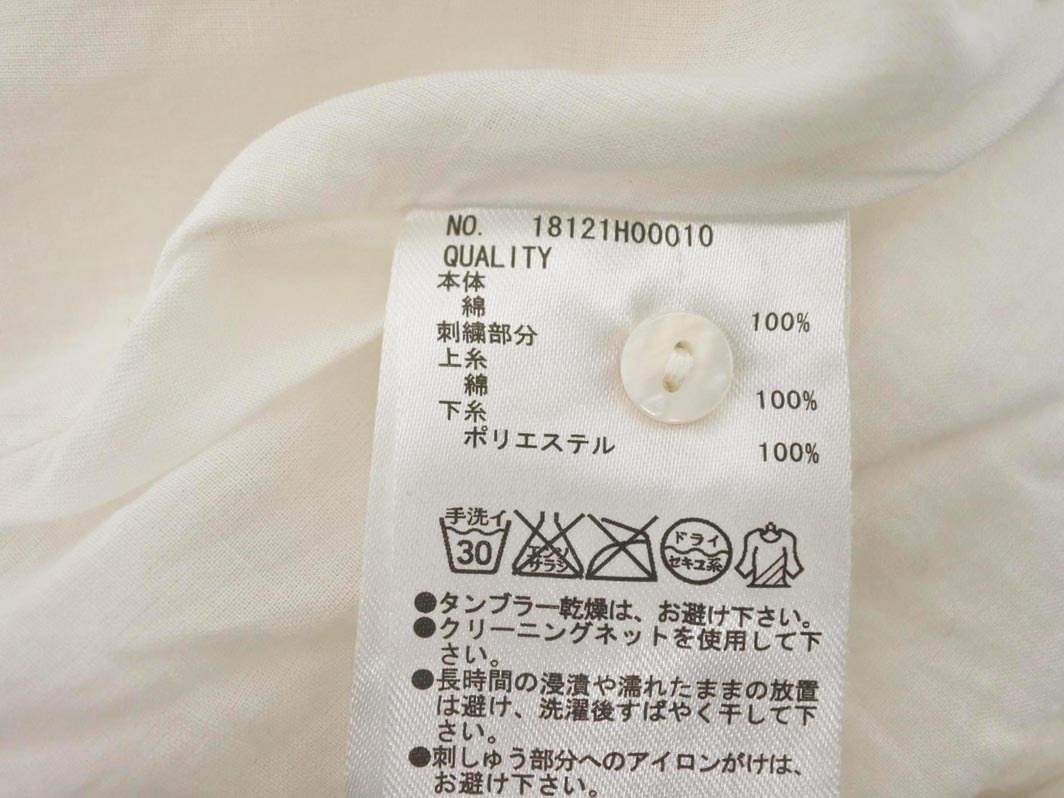 NO. 18121H00010
QUALITY
本体
綿 100%
刺繍部分
上糸
綿 100%
下糸
ポリエステル 100%
手洗イ
30
エンソ
サラシ
ドライ
セキユ系
●タンブラー乾燥は、お避け下さい。
●クリーニングネットを使用して下
さい。
●長時間の浸漬や濡れたままの放置
は避け、洗濯後すばやく干して下
さい。
●刺しゅう部分へのアイロンがけは、
お避け下さい。